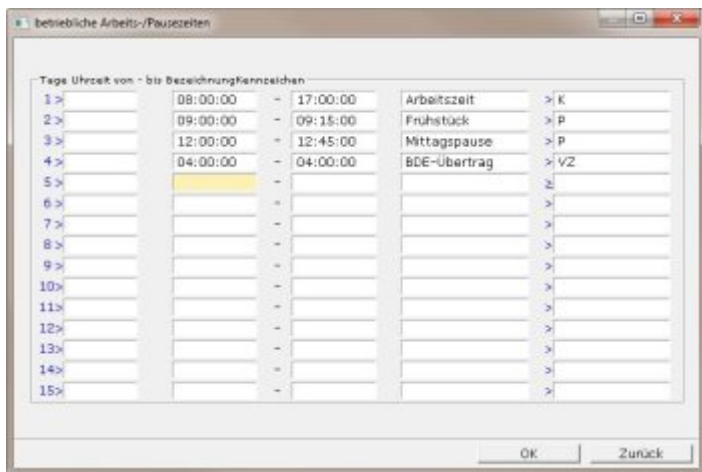 betriebliche Arbeits-/Pausezeiten
Tage Uhrzeit von - bis BezeichnungKennzeichen
1> 08:00:00 - 17:00:00 Arbeitszeit > K
2> 09:00:00 - 09:15:00 Frühstück > P
3> 12:00:00 - 12:45:00 Mittagspause > P
4> 04:00:00 - 04:00:00 BDE-Übertrag > VZ
5> - ≥
6> - >
7> - >
8> - >
9> - >
10> - >
11> - >
12> - >
13> - >
14> - >
15> - >
OK Zurück